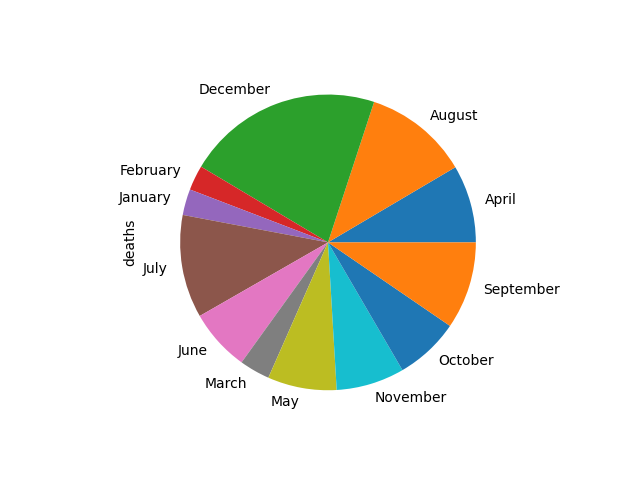 December
August
February
April
January
deaths
July
September
June
October
March
November
May